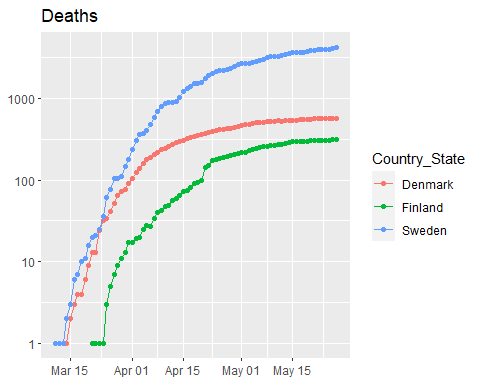 Deaths
1000
100
10
1
Mar 15
Apr 01
Apr 15
May 01
May 15
Country_State
Denmark
Finland
Sweden